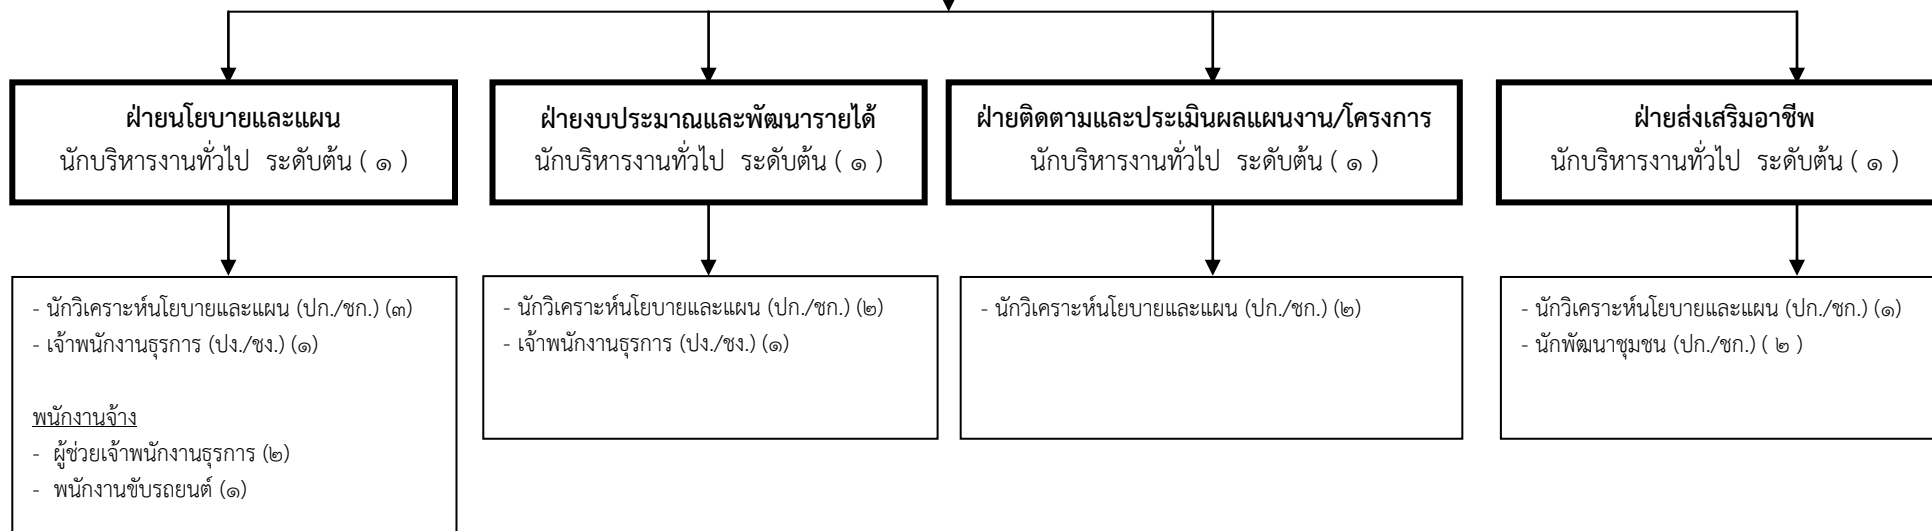 ฝ่ายนโยบายและแผน
นักบริหารงานทั่วไป ระดับต้น ( ๑ )
ฝ่ายงบประมาณและพัฒนารายได้
นักบริหารงานทั่วไป ระดับต้น ( ๑ )
ฝ่ายติดตามและประเมินผลแผนงาน/โครงการ
นักบริหารงานทั่วไป ระดับต้น ( ๑ )
ฝ่ายส่งเสริมอาชีพ
นักบริหารงานทั่วไป ระดับต้น ( ๑ )
- นักวิเคราะห์นโยบายและแผน (ปก./ชก.) (๓)
- เจ้าพนักงานธุรการ (ปง./ชง.) (๑)
พนักงานจ้าง
- ผู้ช่วยเจ้าพนักงานธุรการ (๒)
- พนักงานขับรถยนต์ (๑)
- นักวิเคราะห์นโยบายและแผน (ปก./ชก.) (๒)
- เจ้าพนักงานธุรการ (ปง./ชง.) (๑)
- นักวิเคราะห์นโยบายและแผน (ปก./ชก.) (๒)
- นักวิเคราะห์นโยบายและแผน (ปก./ชก.) (๑)
- นักพัฒนาชุมชน (ปก./ชก.) ( ๒ )